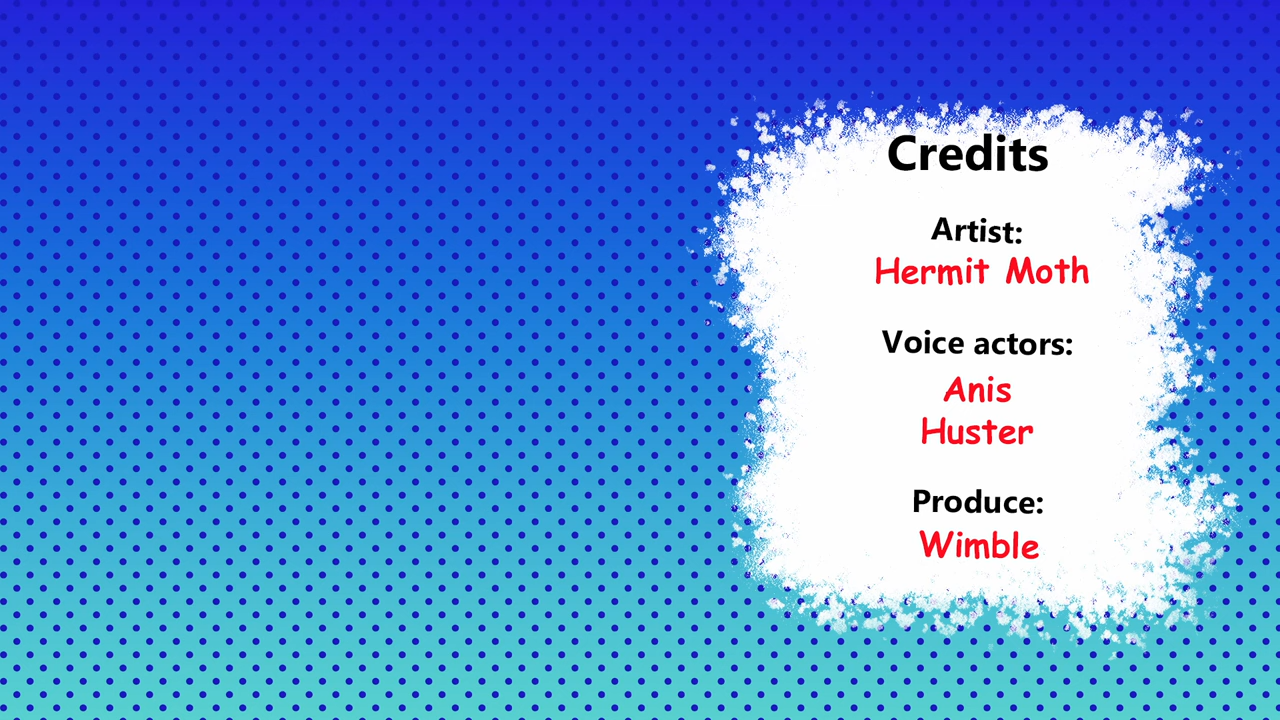 Credits
Artist:
Hermit Moth
Voice actors:
Anis
Huster
Produce:
Wimble